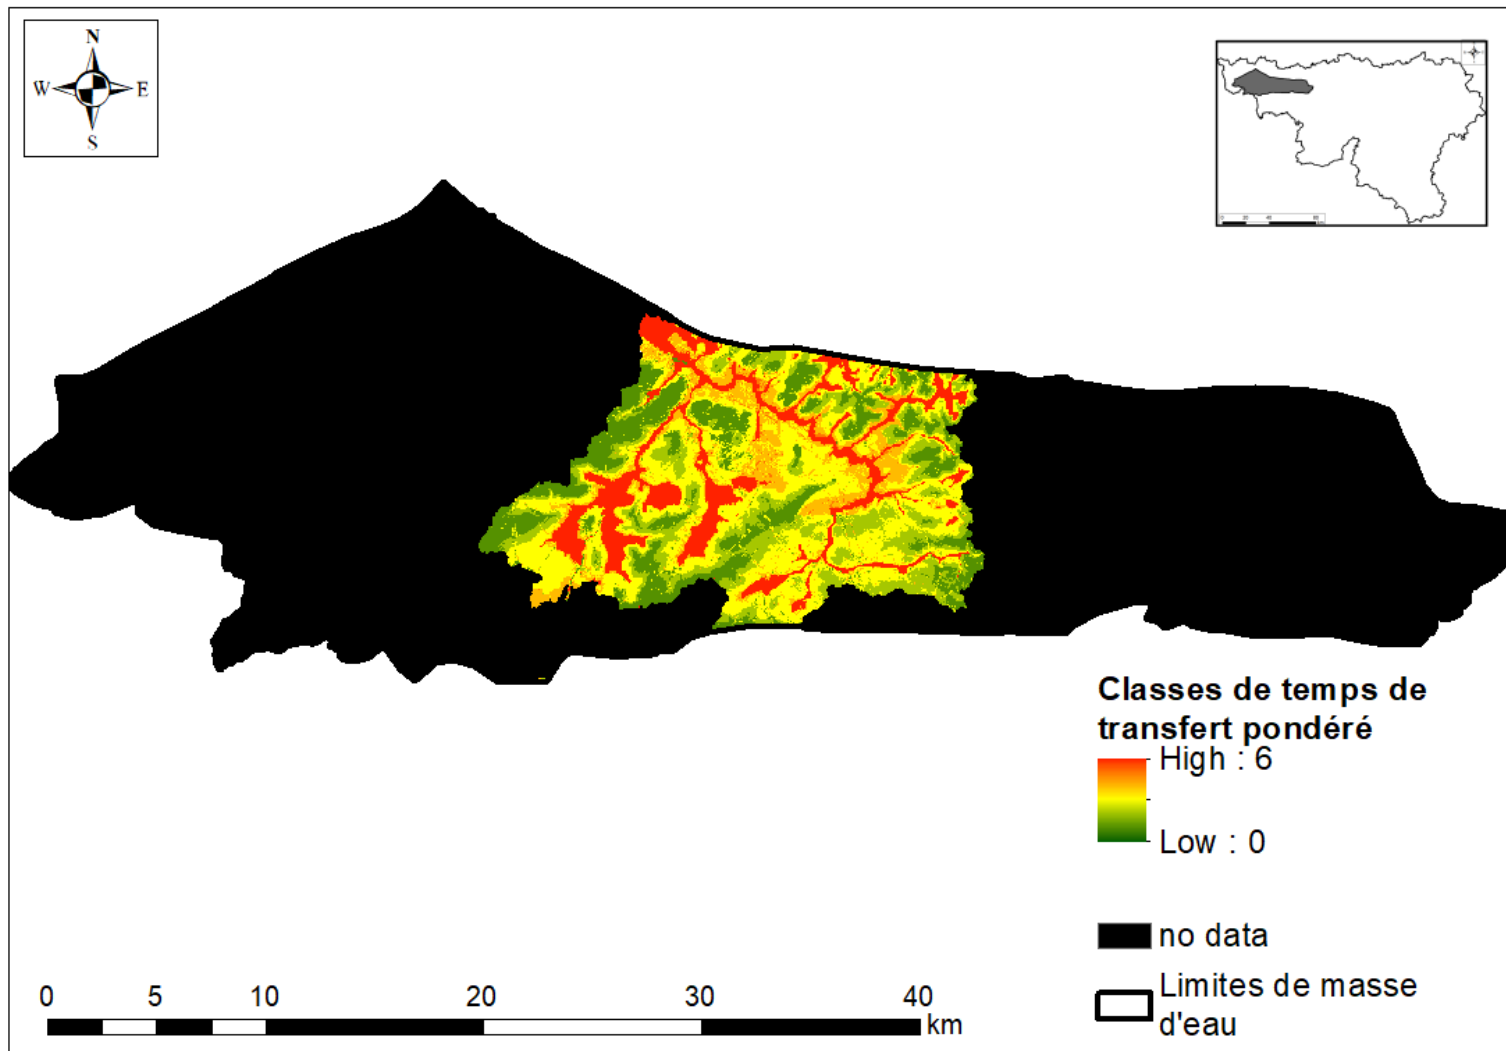 N
W E
S
Classes de temps de
transfert pondéré
High : 6
Low : 0
no data
Limites de masse
d'eau
0 5 10 20 30 40
km